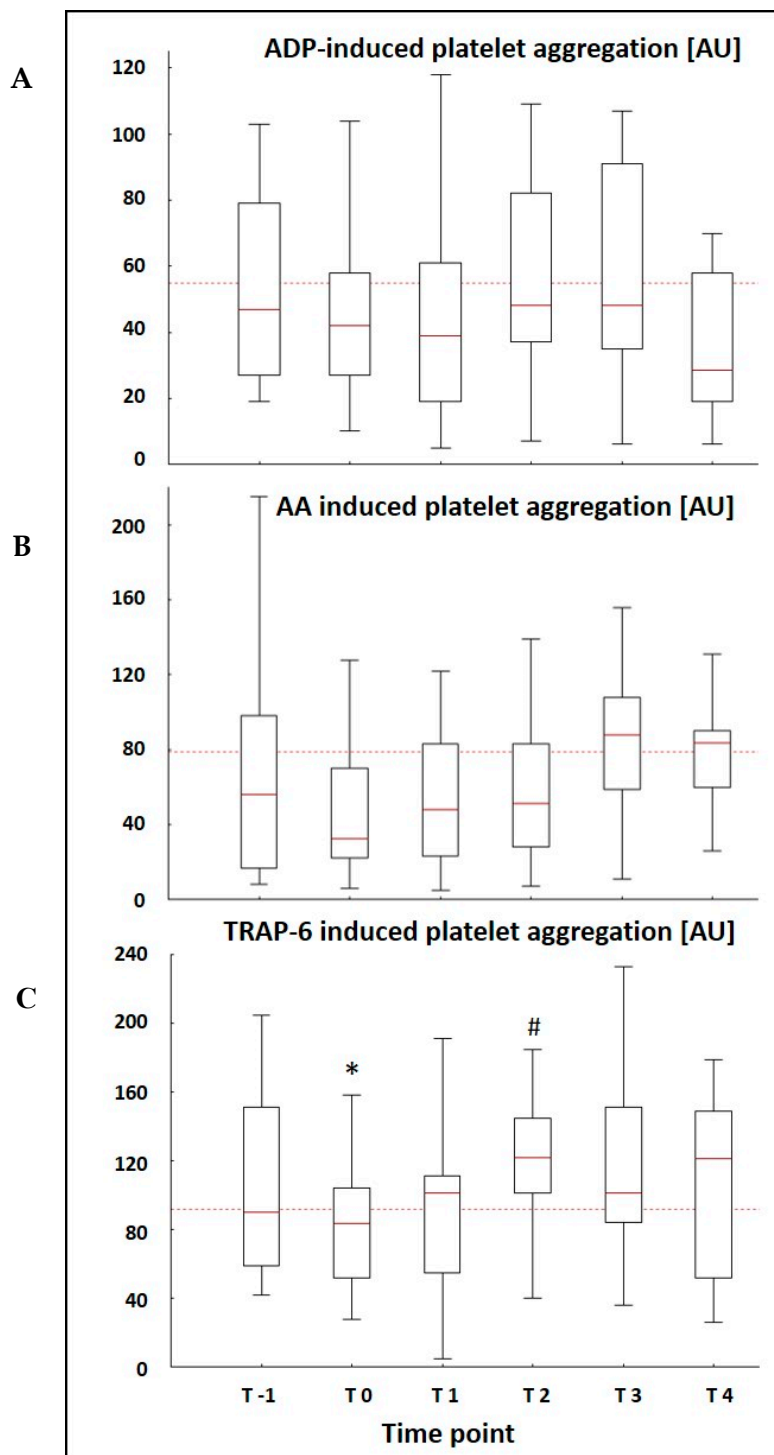 A
ADP-induced platelet aggregation [AU]
120
100
80
60
40
20
0
B
AA induced platelet aggregation [AU]
200
160
120
80
40
0
C
TRAP-6 induced platelet aggregation [AU]
240
200
160
120
80
40
0
*
#
T -1 T 0 T 1 T 2 T 3 T 4
Time point